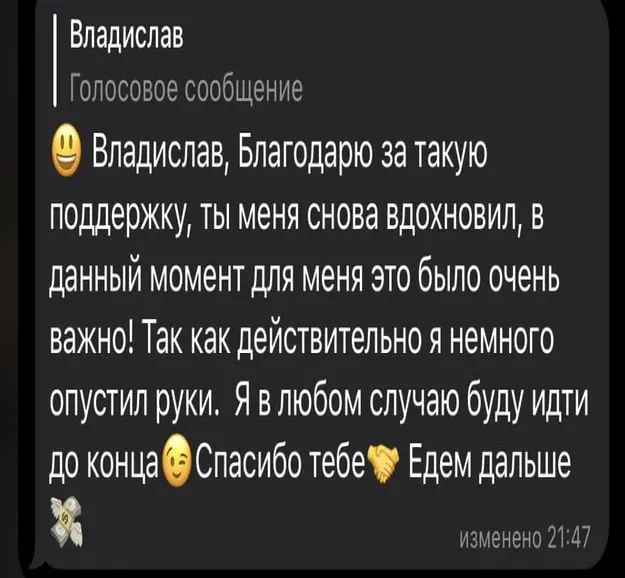 Владислав
Голосовое сообщение
😃 Владислав, Благодарю за такую
поддержку, ты меня снова вдохновил, в
данный момент для меня это было очень
важно! Так как действительно я немного
опустил руки. Я в любом случаю буду идти
до конца😉Спасибо тебе🤝 Едем дальше
💸
изменено 21:47